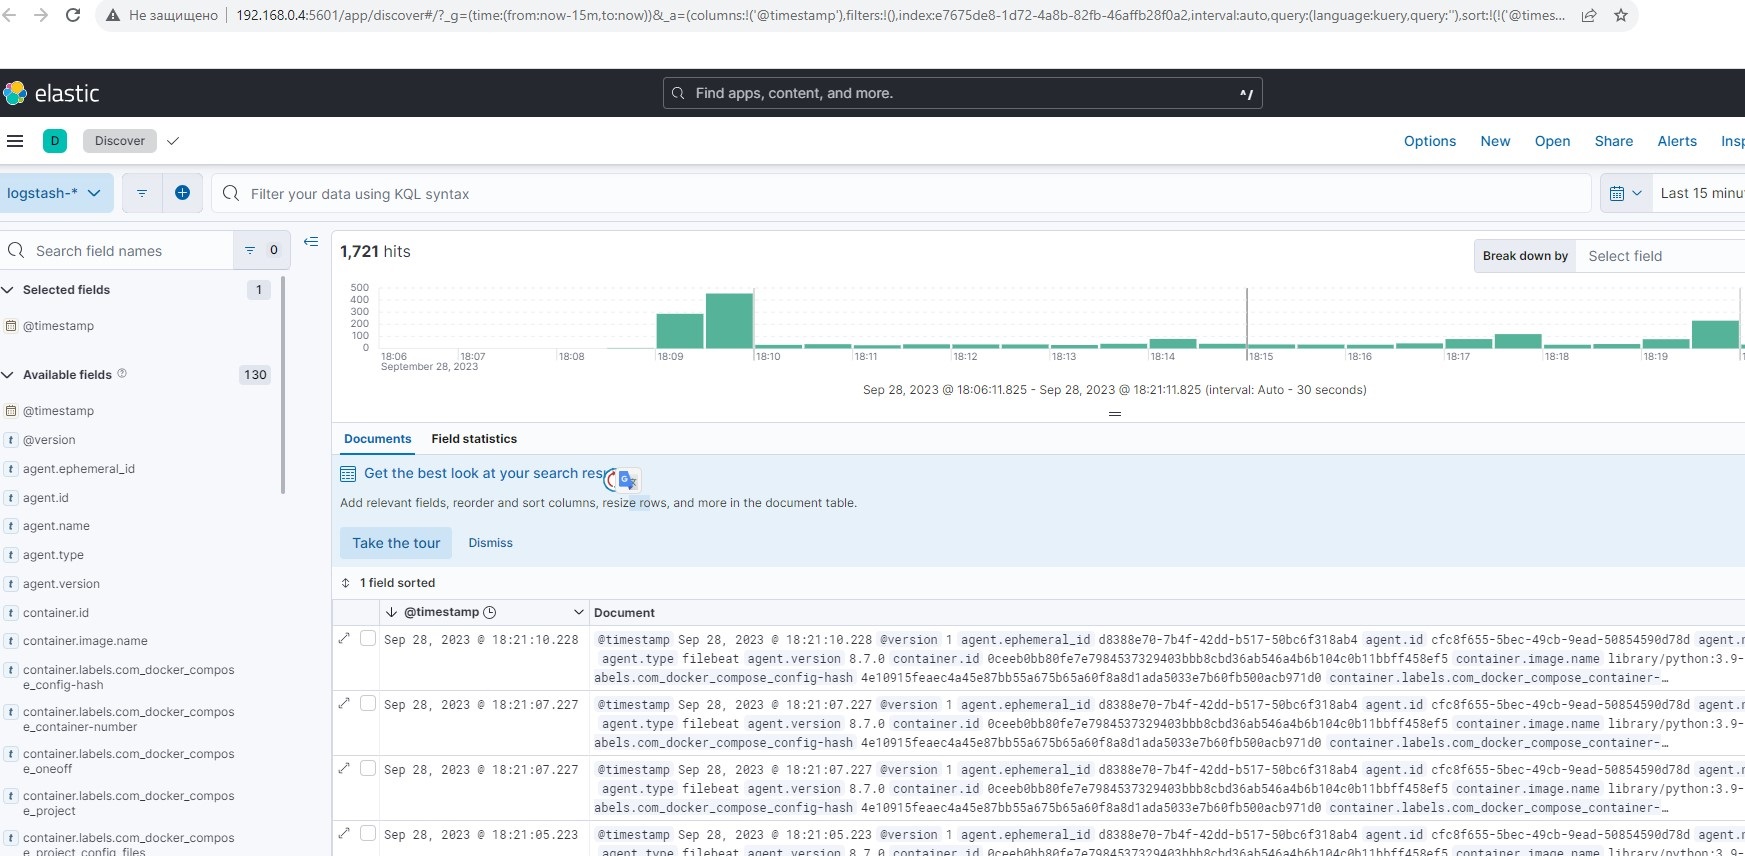 Не защищено 192.168.0.4:5601/app/discover#/?_g=(time:(from:now-15m,to:now))&_a=(columns:!('@timestamp'),filters:!(),index:e7675de8-1d72-4a8b-82fb-46affb28f0a2,interval:auto,query:(language:kuery,query:''),sort:!(!('@times...
elastic
Find apps, content, and more.
^/
D Discover
Options New Open Share Alerts Insp
logstash-*
Filter your data using KQL syntax
Last 15 minu
Search field names
0
Selected fields 1
@timestamp
Available fields 130
@timestamp
@version
agent.ephemeral_id
agent.id
agent.name
agent.type
agent.version
container.id
container.image.name
container.labels.com_docker_compos
e_config-hash
container.labels.com_docker_compos
e_container-number
container.labels.com_docker_compos
e_oneoff
container.labels.com_docker_compos
e_project
container.labels.com_docker_compos
e_project_config_files
1,721 hits
Break down by Select field
500
400
300
200
100
0
18:06 18:07 18:08 18:09 18:10 18:11 18:12 18:13 18:14 18:15 18:16 18:17 18:18 18:19
September 28, 2023
Sep 28, 2023 @ 18:06:11.825 - Sep 28, 2023 @ 18:21:11.825 (interval: Auto - 30 seconds)
Documents Field statistics
Get the best look at your search res
Add relevant fields, reorder and sort columns, resize rows, and more in the document table.
Take the tour Dismiss
1 field sorted
@timestamp Document
Sep 28, 2023 @ 18:21:10.228 @timestamp Sep 28, 2023 @ 18:21:10.228 @version 1 agent.ephemeral_id d8388e70-7b4f-42dd-b517-50bc6f318ab4 agent.id cfc8f655-5bec-49cb-9ead-50854590d78d agent.n
agent.type filebeat agent.version 8.7.0 container.id 0ceeb0bb80fe7e7984537329403bbb8cbd36ab546a4b6b104c0b11bbff458ef5 container.image.name library/python:3.9-
abels.com_docker_compose_config-hash 4e10915feaec4a45e87bb55a675b65a60f8a8d1ada5033e7b60fb500acb971d0 container.labels.com_docker_compose_container-…
Sep 28, 2023 @ 18:21:07.227 @timestamp Sep 28, 2023 @ 18:21:07.227 @version 1 agent.ephemeral_id d8388e70-7b4f-42dd-b517-50bc6f318ab4 agent.id cfc8f655-5bec-49cb-9ead-50854590d78d agent.n
agent.type filebeat agent.version 8.7.0 container.id 0ceeb0bb80fe7e7984537329403bbb8cbd36ab546a4b6b104c0b11bbff458ef5 container.image.name library/python:3.9-
abels.com_docker_compose_config-hash 4e10915feaec4a45e87bb55a675b65a60f8a8d1ada5033e7b60fb500acb971d0 container.labels.com_docker_compose_container-…
Sep 28, 2023 @ 18:21:07.227 @timestamp Sep 28, 2023 @ 18:21:07.227 @version 1 agent.ephemeral_id d8388e70-7b4f-42dd-b517-50bc6f318ab4 agent.id cfc8f655-5bec-49cb-9ead-50854590d78d agent.n
agent.type filebeat agent.version 8.7.0 container.id 0ceeb0bb80fe7e7984537329403bbb8cbd36ab546a4b6b104c0b11bbff458ef5 container.image.name library/python:3.9-
abels.com_docker_compose_config-hash 4e10915feaec4a45e87bb55a675b65a60f8a8d1ada5033e7b60fb500acb971d0 container.labels.com_docker_compose_container-…
Sep 28, 2023 @ 18:21:05.223 @timestamp Sep 28, 2023 @ 18:21:05.223 @version 1 agent.ephemeral_id d8388e70-7b4f-42dd-b517-50bc6f318ab4 agent.id cfc8f655-5bec-49cb-9ead-50854590d78d agent.n
agent.type filebeat agent.version 8.7.0 container.id 0ceeb0bb80fe7e7984537329403bbb8cbd36ab546a4b6b104c0b11bbff458ef5 container.image.name library/python:3.9-